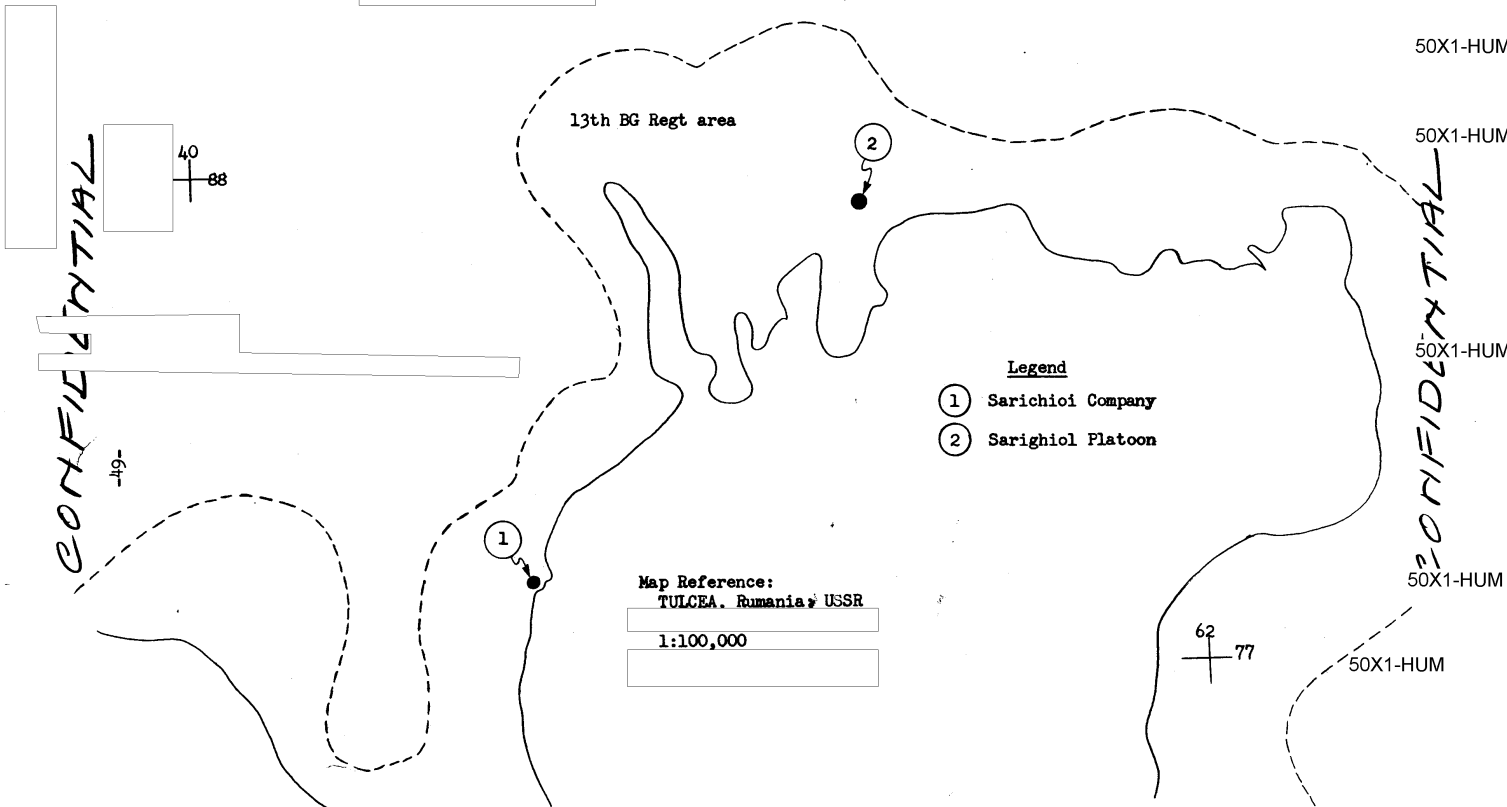 50X1-HUM
13th BG Regt area
50X1-HUM
2
40
88
CONFIDENTIAL
CONFIDENTIAL
50X1-HUM
Legend
1 Sarichioi Company
2 Sarighiol Platoon
-49-
1
Map Reference:
TULCEA. Rumania, USSR
1:100,000
50X1-HUM
62
77
50X1-HUM